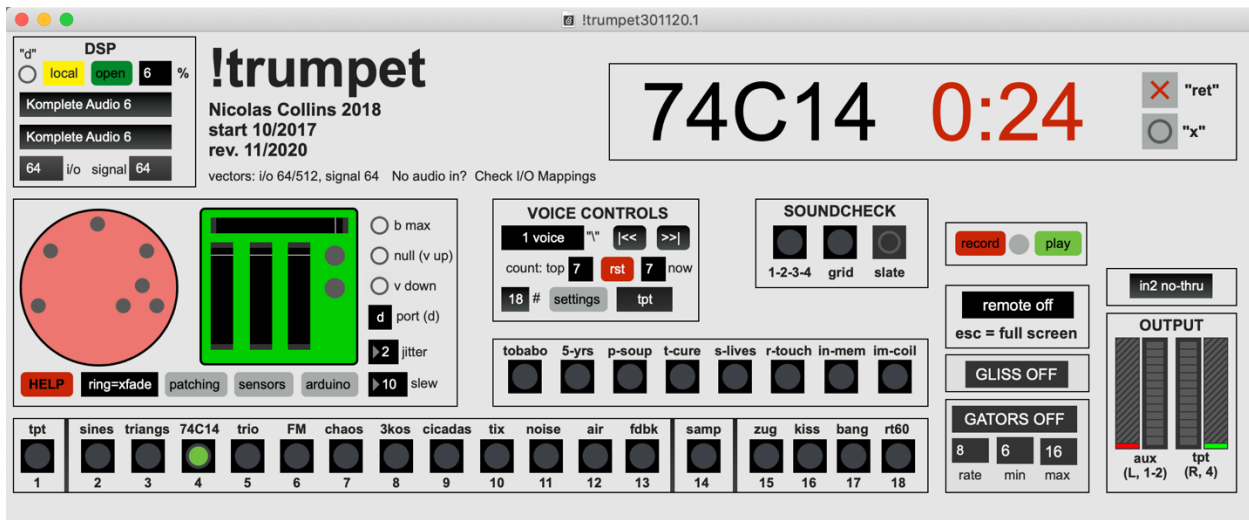 !trumpet301120.1
"d" DSP
local open 6 %
Komplete Audio 6
Komplete Audio 6
64 i/o signal 64
!trumpet
Nicolas Collins 2018
start 10/2017
rev. 11/2020
vectors: i/o 64/512, signal 64 No audio in? Check I/O Mappings
74C14 0:24
"ret"
"x"
b max
null (v up)
v down
d port (d)
2 jitter
10 slew
HELP ring=xfade patching sensors arduino
VOICE CONTROLS
1 voice "\" |<< >>|
count: top 7 rst 7 now
18 # settings tpt
SOUNDCHECK
1-2-3-4 grid slate
tobabo 5-yrs p-soup t-cure s-lives r-touch in-mem im-coil
record play
remote off
esc = full screen
GLISS OFF
GATORS OFF
8 6 16
rate min max
in2 no-thru
OUTPUT
aux tpt
(L, 1-2) (R, 4)
tpt sines triangs 74C14 trio FM chaos 3kos cicadas tix noise air fdbk samp zug kiss bang rt60
1 2 3 4 5 6 7 8 9 10 11 12 13 14 15 16 17 18